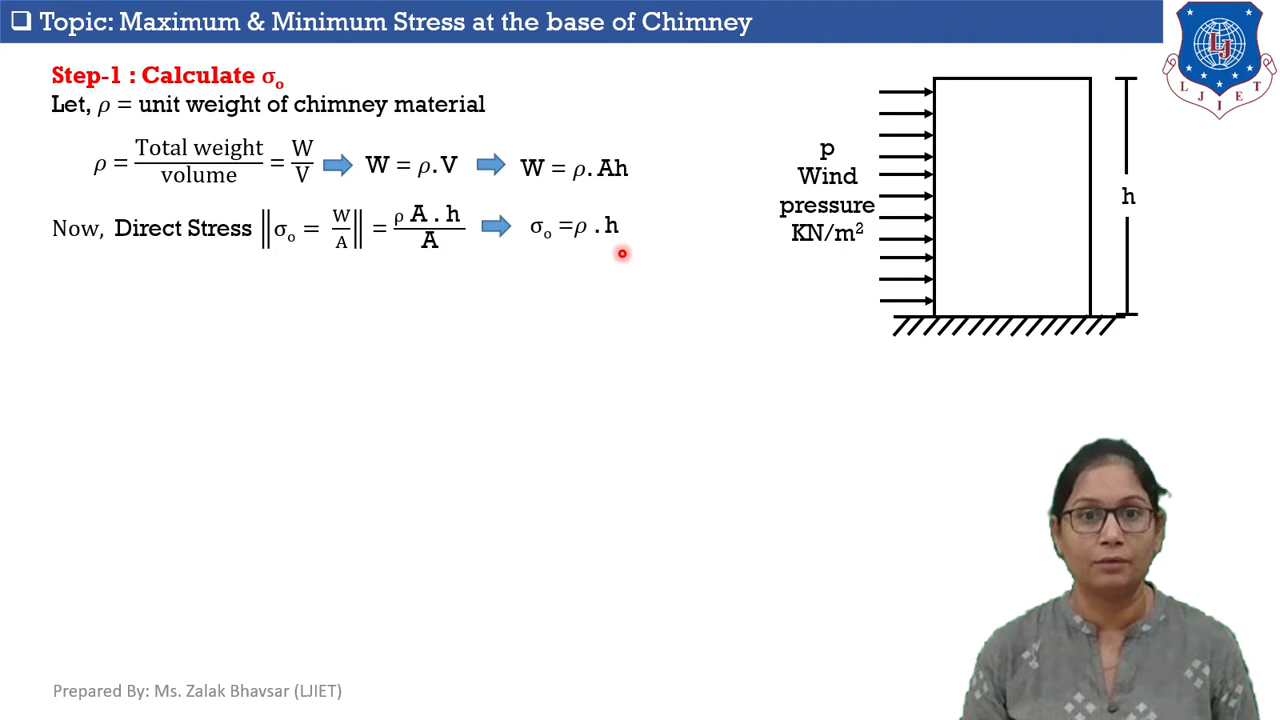 ❑ Topic: Maximum & Minimum Stress at the base of Chimney
Step-1 : Calculate σₒ
Let, ρ = unit weight of chimney material
ρ = Total weight / volume = W / V ⇒ W = ρ. V ⇒ W = ρ. Ah
Now, Direct Stress ‖σₒ = W / A‖ = ρ A . h / A ⇒ σₒ =ρ . h
p
Wind
pressure
KN/m²
h
LJ
L J I E T
Prepared By: Ms. Zalak Bhavsar (LJIET)